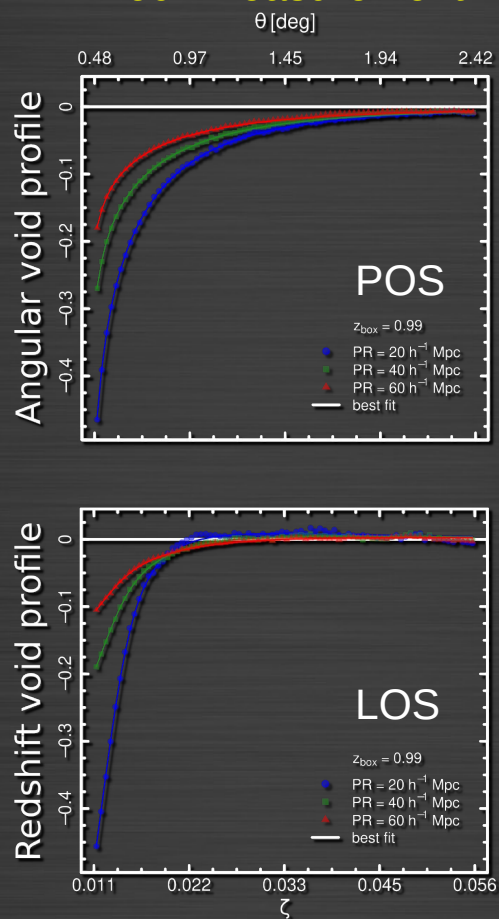 θ [deg]
0.48 0.97 1.45 1.94 2.42
Angular void profile
0
−0.1
−0.2
−0.3
−0.4
POS
z_box = 0.99
PR = 20 h⁻¹ Mpc
PR = 40 h⁻¹ Mpc
PR = 60 h⁻¹ Mpc
best fit
Redshift void profile
0
−0.1
−0.2
−0.3
−0.4
LOS
z_box = 0.99
PR = 20 h⁻¹ Mpc
PR = 40 h⁻¹ Mpc
PR = 60 h⁻¹ Mpc
best fit
0.011 0.022 0.033 0.045 0.056
ζ